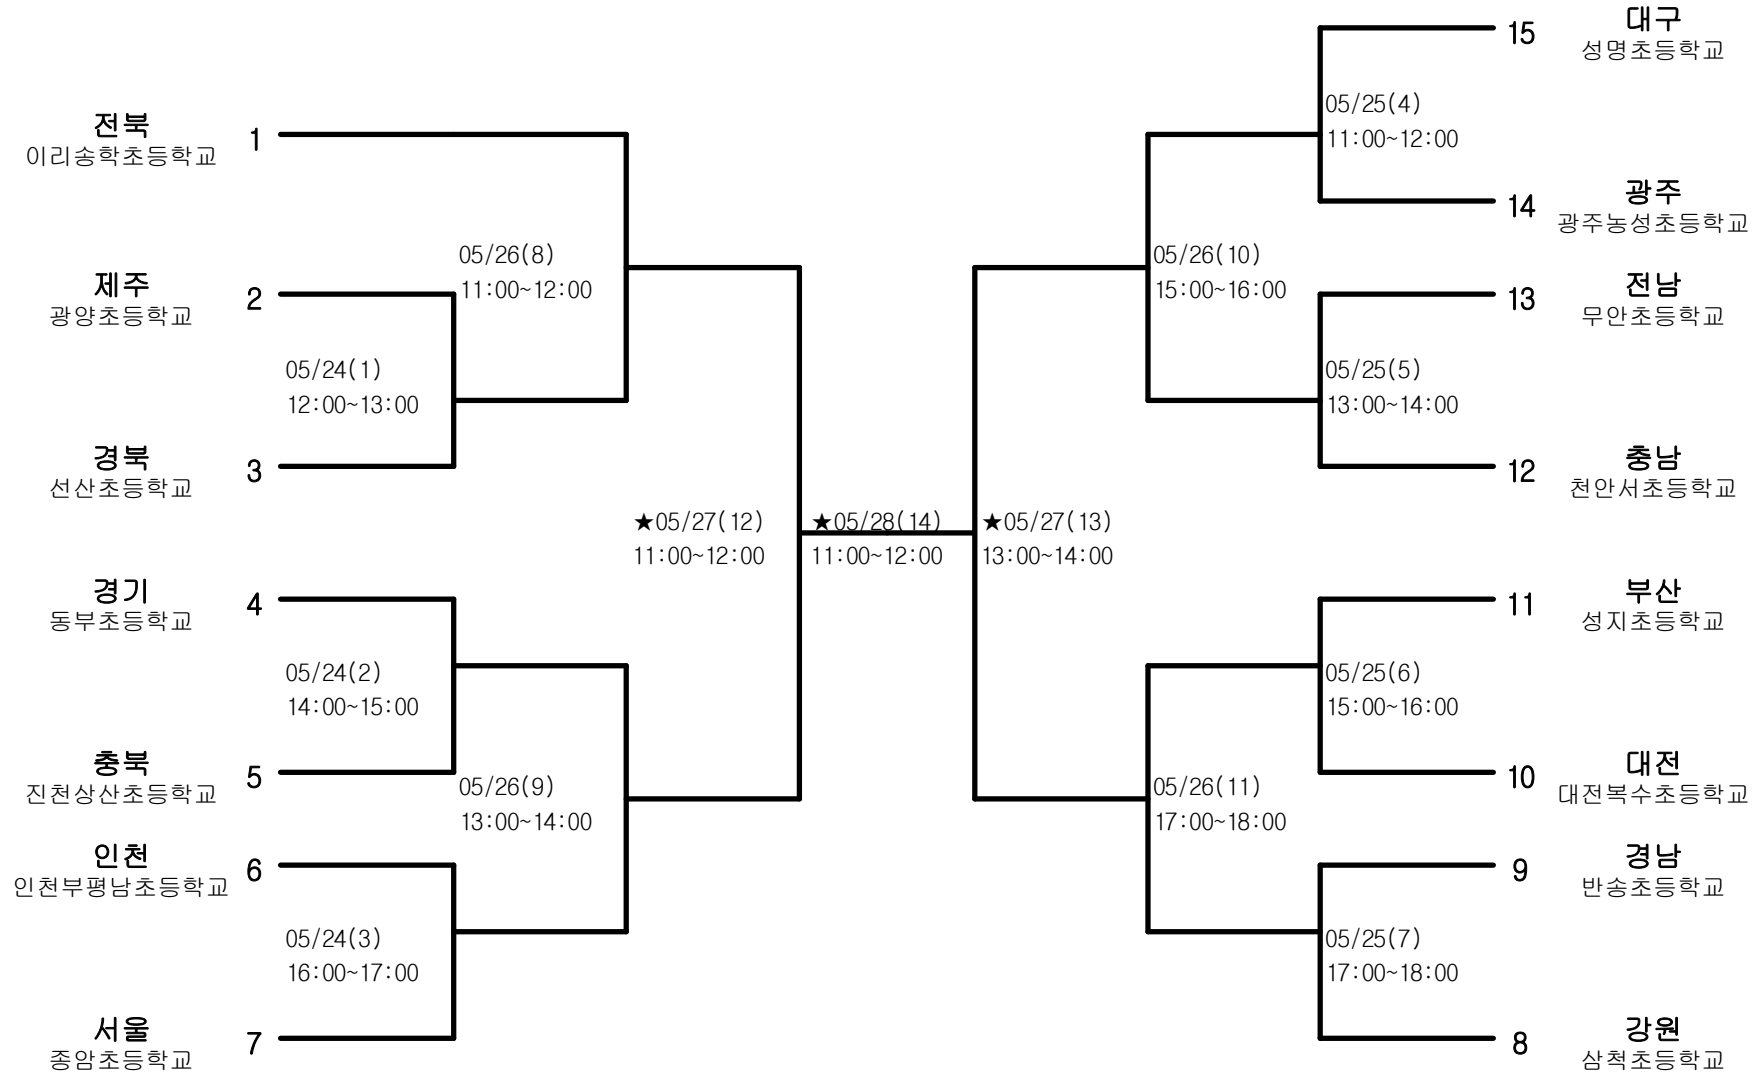 전북
이리송학초등학교
1
제주
광양초등학교
2
05/24(1)
12:00~13:00
경북
선산초등학교
3
05/26(8)
11:00~12:00
경기
동부초등학교
4
05/24(2)
14:00~15:00
충북
진천상산초등학교
5
05/26(9)
13:00~14:00
인천
인천부평남초등학교
6
05/24(3)
16:00~17:00
서울
종암초등학교
7
★05/27(12)
11:00~12:00
★05/28(14)
11:00~12:00
★05/27(13)
13:00~14:00
15
대구
성명초등학교
05/25(4)
11:00~12:00
14
광주
광주농성초등학교
05/26(10)
15:00~16:00
13
전남
무안초등학교
05/25(5)
13:00~14:00
12
충남
천안서초등학교
11
부산
성지초등학교
05/25(6)
15:00~16:00
10
대전
대전복수초등학교
05/26(11)
17:00~18:00
9
경남
반송초등학교
05/25(7)
17:00~18:00
8
강원
삼척초등학교